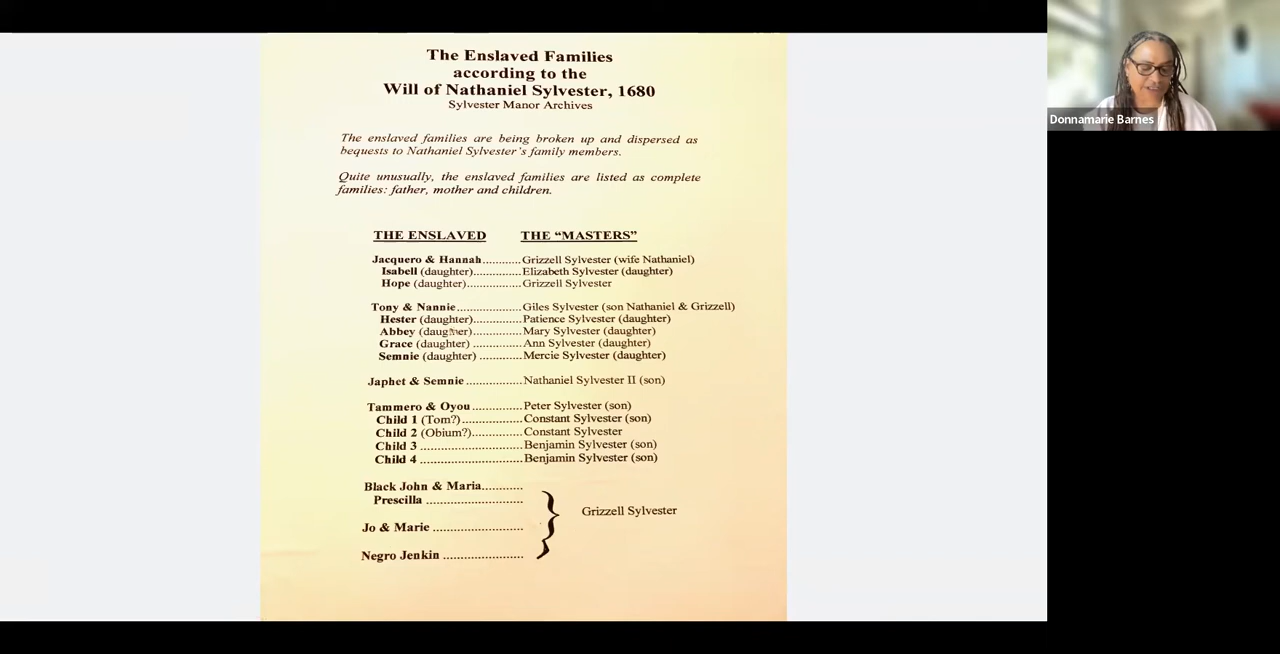 The Enslaved Families
according to the
Will of Nathaniel Sylvester, 1680
Sylvester Manor Archives
The enslaved families are being broken up and dispersed as
bequests to Nathaniel Sylvester's family members.
Quite unusually, the enslaved families are listed as complete
families: father, mother and children.
THE ENSLAVED THE "MASTERS"
Jacquero & Hannah............Grizzell Sylvester (wife Nathaniel)
Isabell (daughter)...............Elizabeth Sylvester (daughter)
Hope (daughter)..................Grizzell Sylvester
Tony & Nannie....................Giles Sylvester (son Nathaniel & Grizzell)
Hester (daughter)................Patience Sylvester (daughter)
Abbey (daughter)................Mary Sylvester (daughter)
Grace (daughter) ................Ann Sylvester (daughter)
Semnie (daughter) ..............Mercie Sylvester (daughter)
Japhet & Semnie ..................Nathaniel Sylvester II (son)
Tammero & Oyou ................Peter Sylvester (son)
Child 1 (Tom?)....................Constant Sylvester (son)
Child 2 (Obium?)................Constant Sylvester
Child 3 ................................Benjamin Sylvester (son)
Child 4 ................................Benjamin Sylvester (son)
Black John & Maria.............
Prescilla ..............................
Grizzell Sylvester
Jo & Marie ............................
Negro Jenkin .........................
Donnamarie Barnes